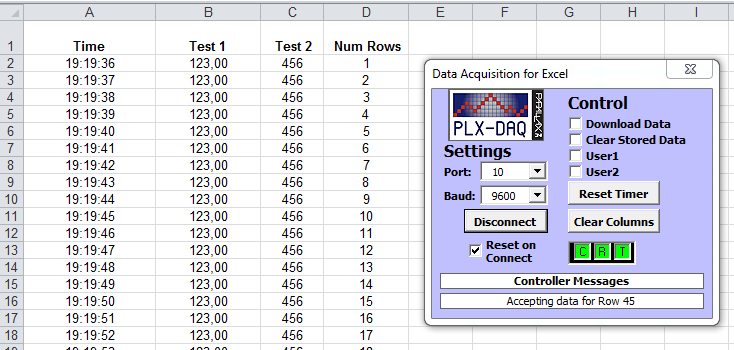 A B C D E F G H I
1 Time Test 1 Test 2 Num Rows
2 19:19:36 123,00 456 1
3 19:19:37 123,00 456 2
4 19:19:38 123,00 456 3
5 19:19:39 123,00 456 4
6 19:19:40 123,00 456 5
7 19:19:41 123,00 456 6
8 19:19:42 123,00 456 7
9 19:19:43 123,00 456 8
10 19:19:44 123,00 456 9
11 19:19:45 123,00 456 10
12 19:19:46 123,00 456 11
13 19:19:47 123,00 456 12
14 19:19:48 123,00 456 13
15 19:19:49 123,00 456 14
16 19:19:50 123,00 456 15
17 19:19:51 123,00 456 16
18 19:19:52 123,00 456 17
Data Acquisition for Excel
PLX-DAQ
PARALLAX
Control
Download Data
Clear Stored Data
User1
User2
Settings
Port: 10
Baud: 9600
Reset Timer
Disconnect
Clear Columns
Reset on
Connect
C R T
Controller Messages
Accepting data for Row 45